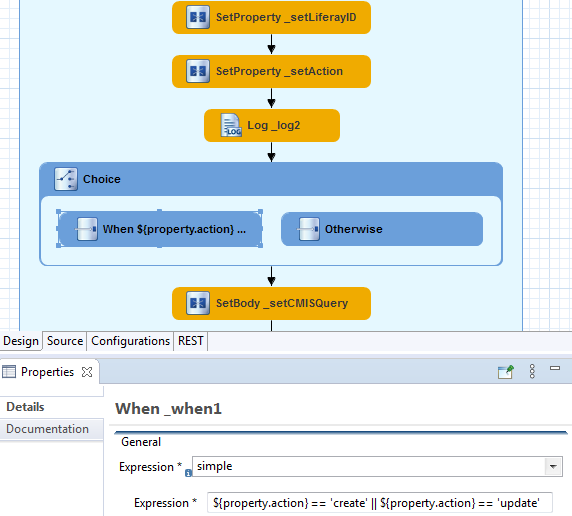 SetProperty _setLiferayID
SetProperty _setAction
LOG
Log _log2
Choice
When ${property.action} ...
Otherwise
SetBody _setCMISQuery
Design Source Configurations REST
Properties
Details
Documentation
When _when1
General
Expression * simple
Expression * ${property.action} == 'create' || ${property.action} == 'update'